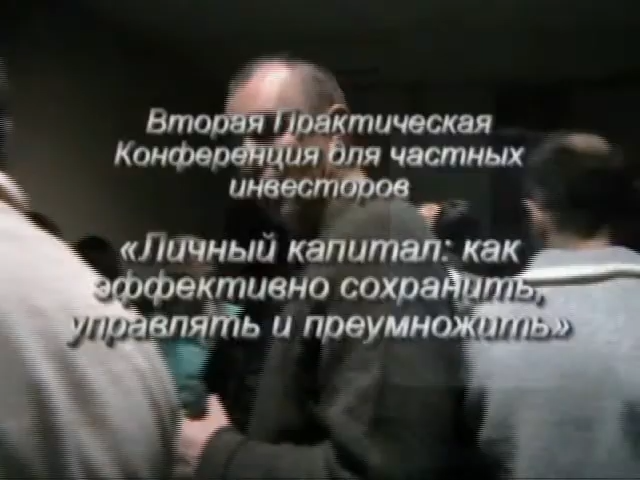 Вторая Практическая
Конференция для частных
инвесторов
«Личный капитал: как
эффективно сохранить,
управлять и преумножить»